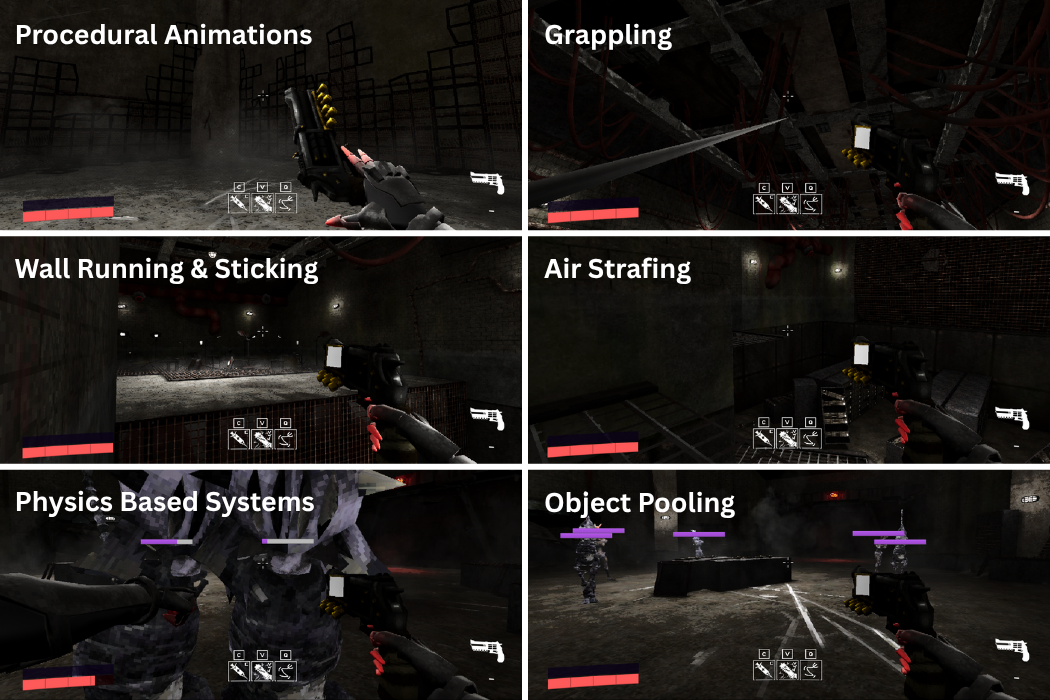 Procedural Animations
Grappling
C V Q
C V Q
Wall Running & Sticking
Air Strafing
C V Q
C V Q
Physics Based Systems
Object Pooling
C V Q
C V Q